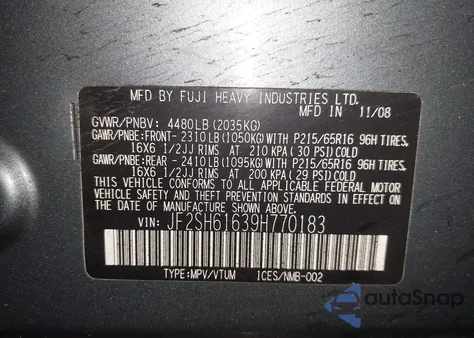 MFD BY FUJI HEAVY INDUSTRIES LTD.
MADE IN JAPAN 11/08
GVWR/PNBV: 4480LB(2035KG)
GAWR/PNBE:FRONT-2310LB(1050KG)WITH P215/65R16 96H TIRES,
16X6 1/2JJ RIMS AT 210 KPA( 30 PSI)COLD
GAWR/PNBE:REAR -2410LB(1095KG)WITH P215/65R16 96H TIRES,
16X6 1/2JJ RIMS AT 200 KPA( 29 PSI)COLD
THIS VEHICLE CONFORMS TO ALL APPLICABLE FEDERAL MOTOR
VEHICLE SAFETY AND BUMPER STANDARDS IN EFFECT ON THE
DATE OF MANUFACTURE SHOWN ABOVE.
VIN: JF2SH61639H770183
TYPE:MPV/VTUM ICES/NMB-002
autoSnap